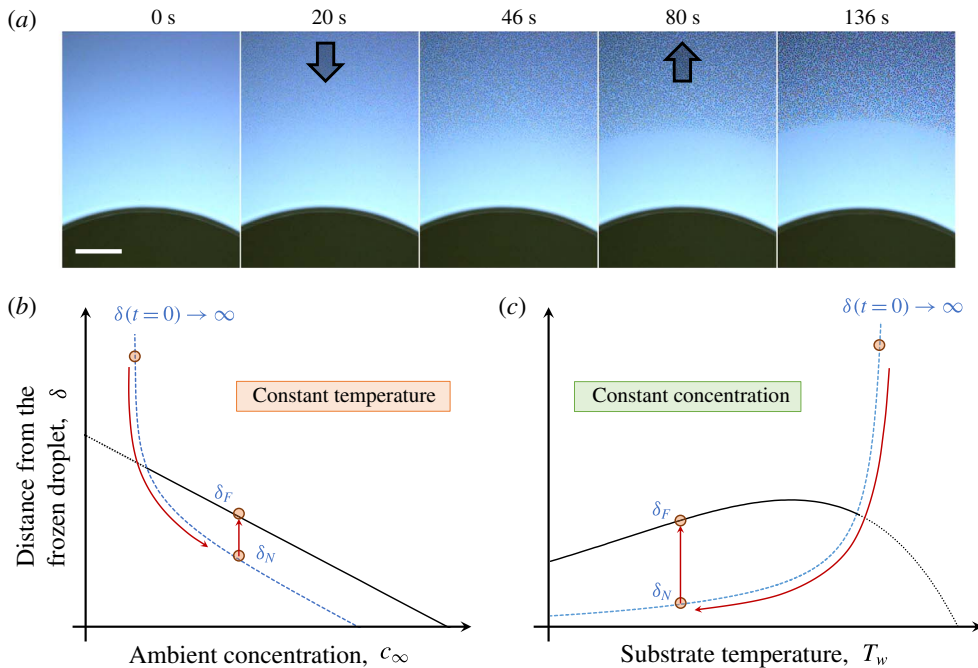 (a)
0 s
20 s
46 s
80 s
136 s
(b)
δ(t = 0) → ∞
Constant temperature
δF
δN
Distance from the
frozen droplet, δ
Ambient concentration, c∞
(c)
δ(t = 0) → ∞
Constant concentration
δF
δN
Substrate temperature, Tw